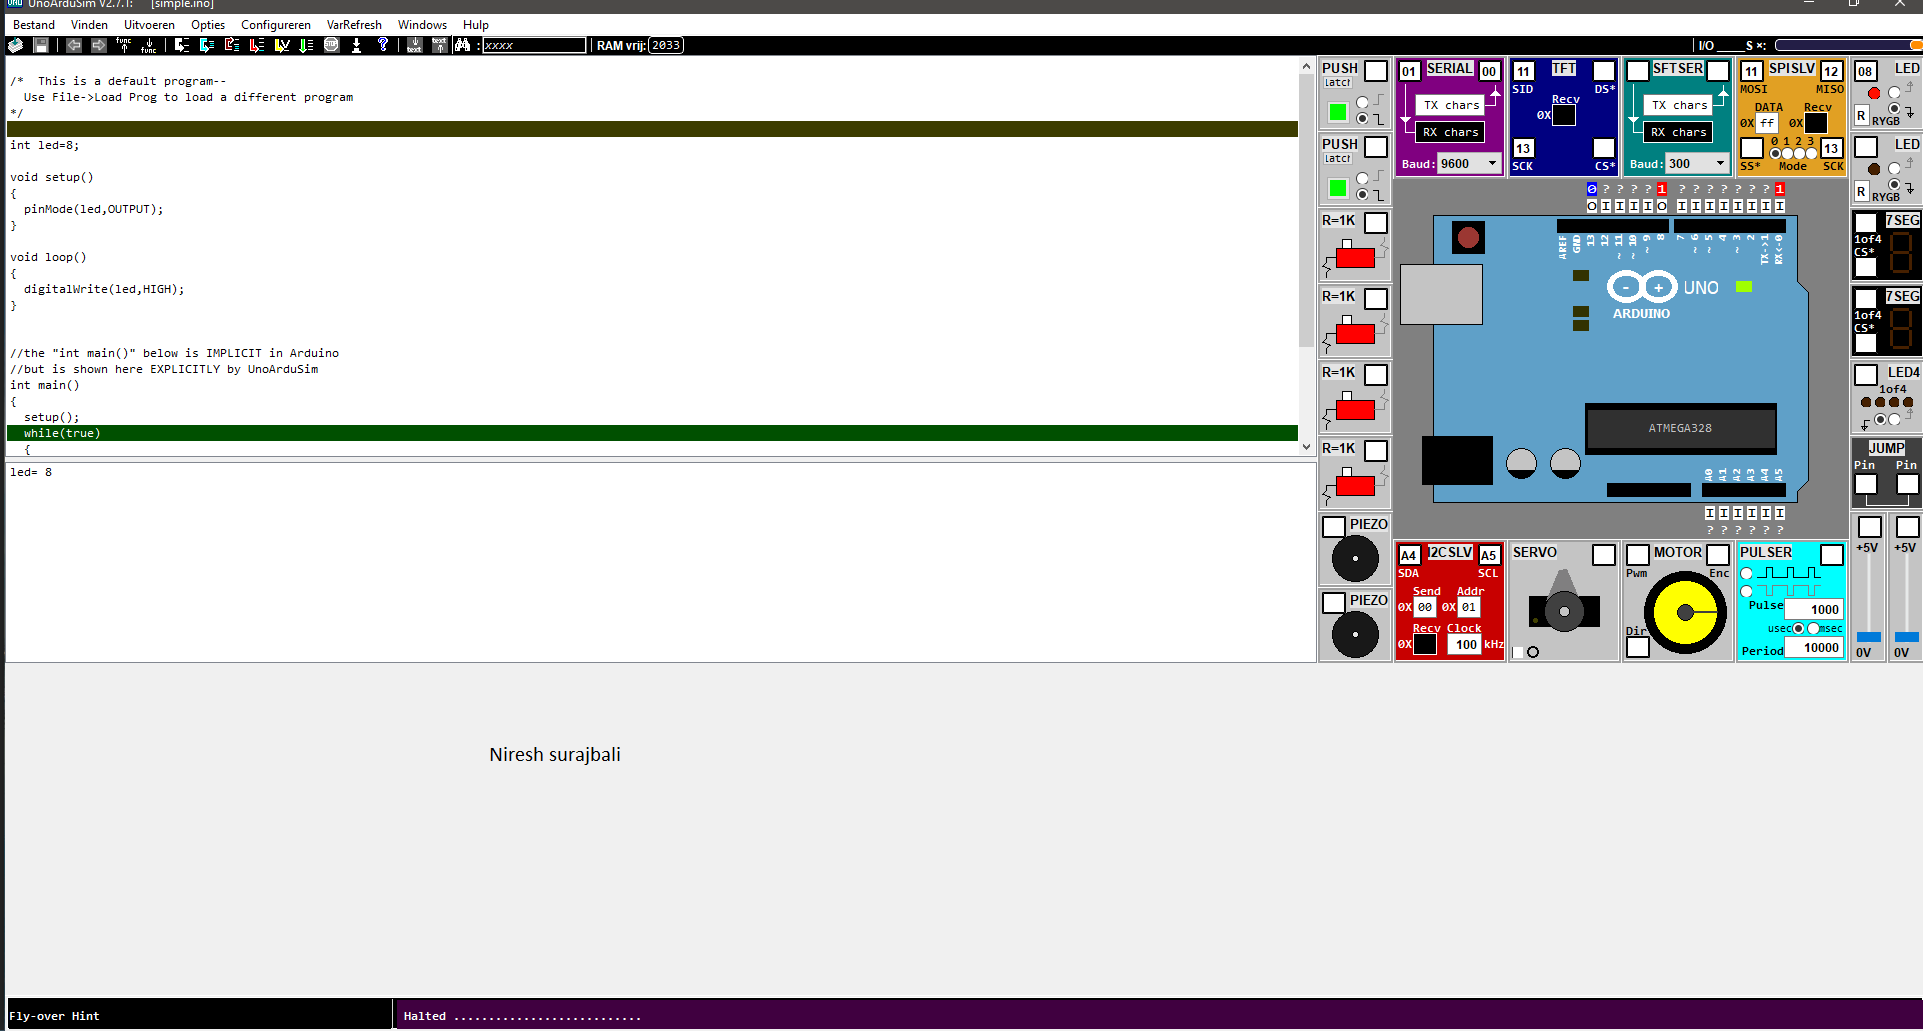 UnoArduSim V2.7.1: [simple.ino]
Bestand Vinden Uitvoeren Opties Configureren VarRefresh Windows Hulp
func func STOP ? text text : xxxx RAM vrij: 2033 I/O ____S ×:
/* This is a default program--
Use File->Load Prog to load a different program
*/
int led=8;
void setup()
{
pinMode(led,OUTPUT);
}
void loop()
{
digitalWrite(led,HIGH);
}
//the "int main()" below is IMPLICIT in Arduino
//but is shown here EXPLICITLY by UnoArduSim
int main()
{
setup();
while(true)
{
led= 8
PUSH
latch
PUSH
latch
R=1K
R=1K
R=1K
R=1K
PIEZO
PIEZO
01 SERIAL 00
TX chars
RX chars
Baud: 9600
11 TFT
SID DS*
Recv
0X
13
SCK CS*
SFTSER
TX chars
RX chars
Baud: 300
11 SPISLV 12
MOSI MISO
DATA Recv
0X ff 0X
0 1 2 3 13
SS* Mode SCK
0 ? ? ? ? 1 ? ? ? ? ? ? ? 1
O I I I I O I I I I I I I I
AREF GND 13 12 ~11 ~10 ~9 8 7 ~6 ~5 4 ~3 2 TX->1 RX<-0
- + UNO
ARDUINO
ATMEGA328
A0 A1 A2 A3 A4 A5
I I I I I I
? ? ? ? ? ?
A4 I2CSLV A5
SDA SCL
Send Addr
0X 00 0X 01
Recv Clock
0X 100 kHz
SERVO
MOTOR
Pwm Enc
Dir
PULSER
Pulse 1000
usec msec
Period 10000
08 LED
R RYGB
LED
R RYGB
7SEG
1of4
CS*
7SEG
1of4
CS*
LED4
1of4
JUMP
Pin Pin
+5V +5V
0V 0V
Niresh surajbali
Fly-over Hint Halted ...........................